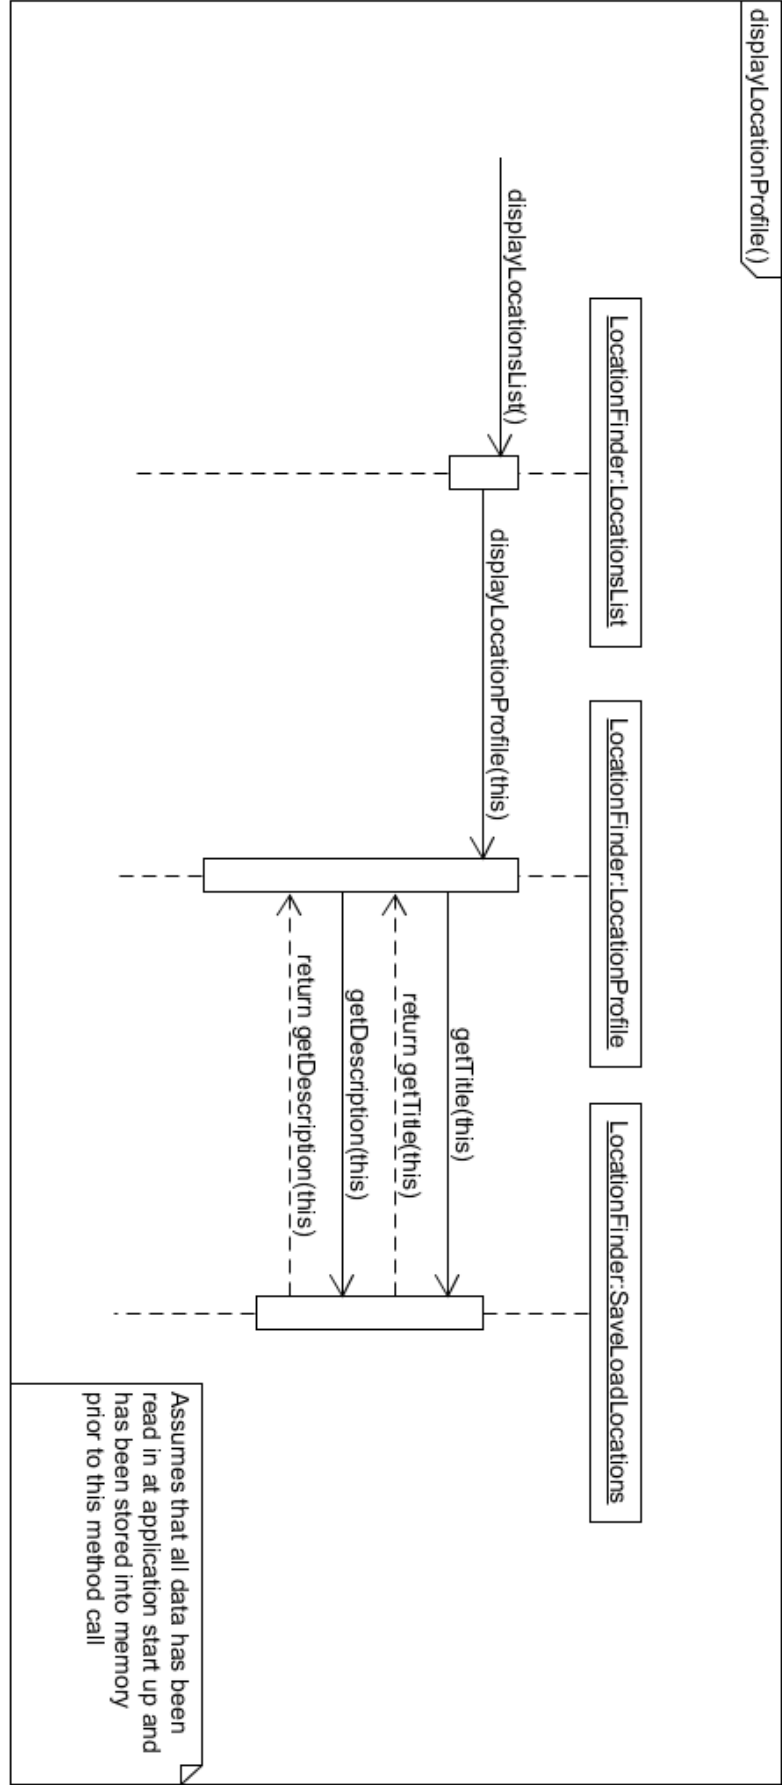 displayLocationProfile()
LocationFinder:LocationsList
LocationFinder:LocationProfile
LocationFinder:SaveLoadLocations
displayLocationsList()
displayLocationProfile(this)
getTitle(this)
return getTitle(this)
getDescription(this)
return getDescription(this)
Assumes that all data has been
read in at application start up and
has been stored into memory
prior to this method call